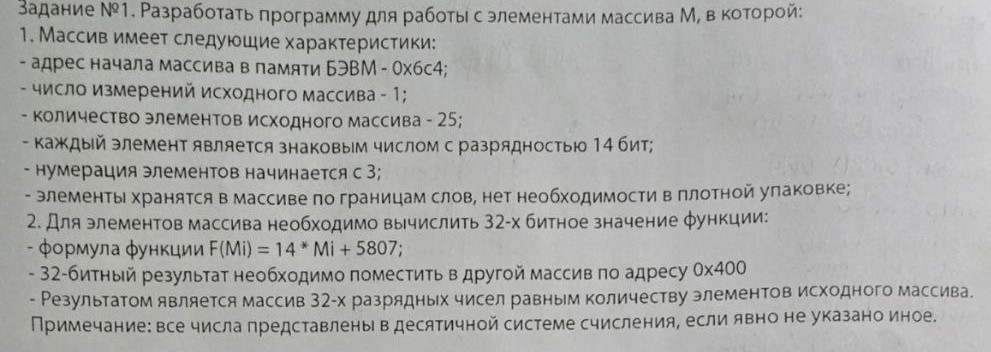 Задание №1. Разработать программу для работы с элементами массива М, в которой:
1. Массив имеет следующие характеристики:
- адрес начала массива в памяти БЭВМ - 0x6c4;
- число измерений исходного массива - 1;
- количество элементов исходного массива - 25;
- каждый элемент является знаковым числом с разрядностью 14 бит;
- нумерация элементов начинается с 3;
- элементы хранятся в массиве по границам слов, нет необходимости в плотной упаковке;
2. Для элементов массива необходимо вычислить 32-х битное значение функции:
- формула функции F(Mi) = 14 * Mi + 5807;
- 32-битный результат необходимо поместить в другой массив по адресу 0x400
- Результатом является массив 32-х разрядных чисел равным количеству элементов исходного массива.
Примечание: все числа представлены в десятичной системе счисления, если явно не указано иное.